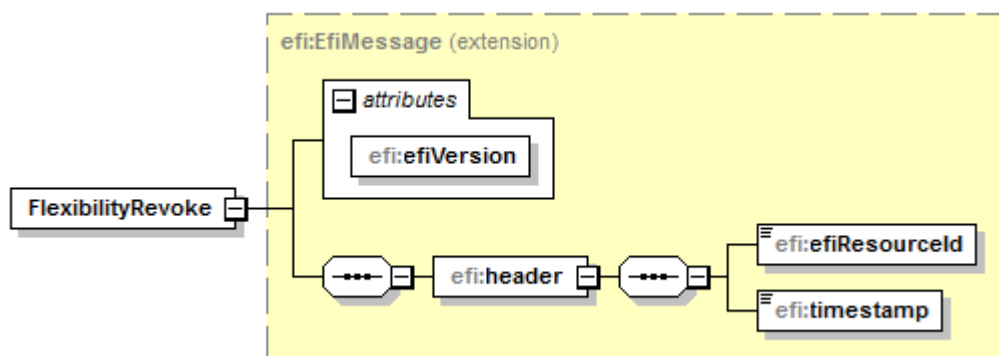 efi:EfiMessage (extension)
attributes
efi:efiVersion
FlexibilityRevoke
efi:header
efi:efiResourceId
efi:timestamp